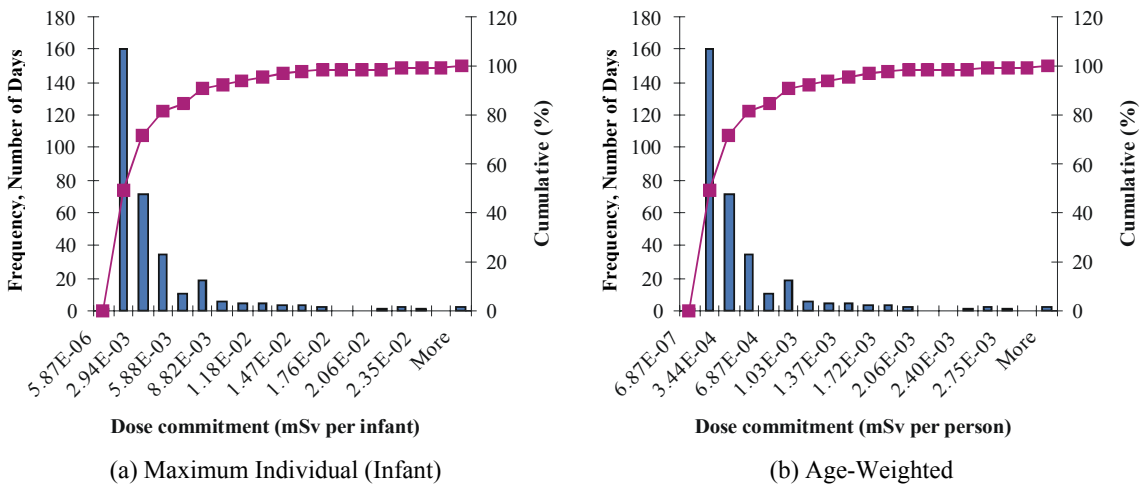 180
160
140
120
100
80
60
40
20
0
Frequency, Number of Days
120
100
80
60
40
20
0
Cumulative (%)
5.87E-06
2.94E-03
5.88E-03
8.82E-03
1.18E-02
1.47E-02
1.76E-02
2.06E-02
2.35E-02
More
Dose commitment (mSv per infant)
(a) Maximum Individual (Infant)
180
160
140
120
100
80
60
40
20
0
Frequency, Number of Days
120
100
80
60
40
20
0
Cumulative (%)
6.87E-07
3.44E-04
6.87E-04
1.03E-03
1.37E-03
1.72E-03
2.06E-03
2.40E-03
2.75E-03
More
Dose commitment (mSv per person)
(b) Age-Weighted